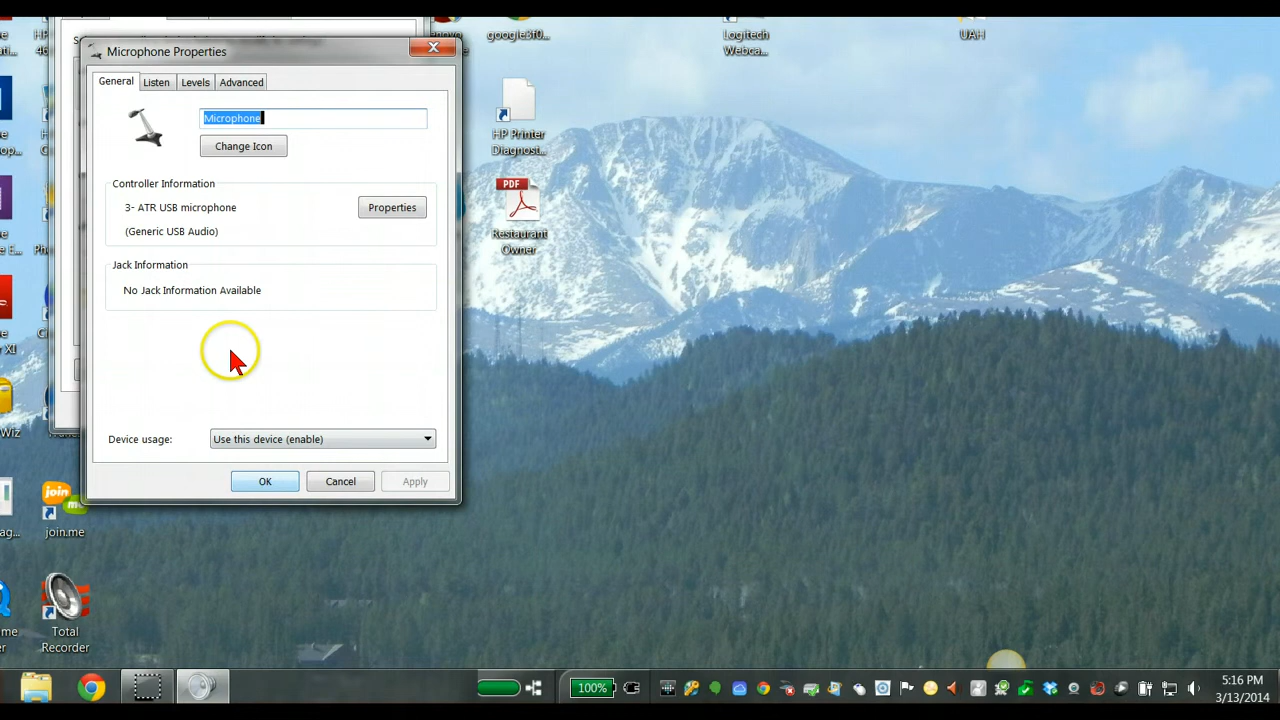 HP
google3f0...
Logitech
Webca...
UAH
Microphone Properties
General
Listen
Levels
Advanced
Microphone
Change Icon
Controller Information
3- ATR USB microphone
Properties
(Generic USB Audio)
Jack Information
No Jack Information Available
Device usage:
Use this device (enable)
OK
Cancel
Apply
HP Printer
Diagnost...
PDF
Restaurant
Owner
join
join.me
Total
Recorder
100%
5:16 PM
3/13/2014